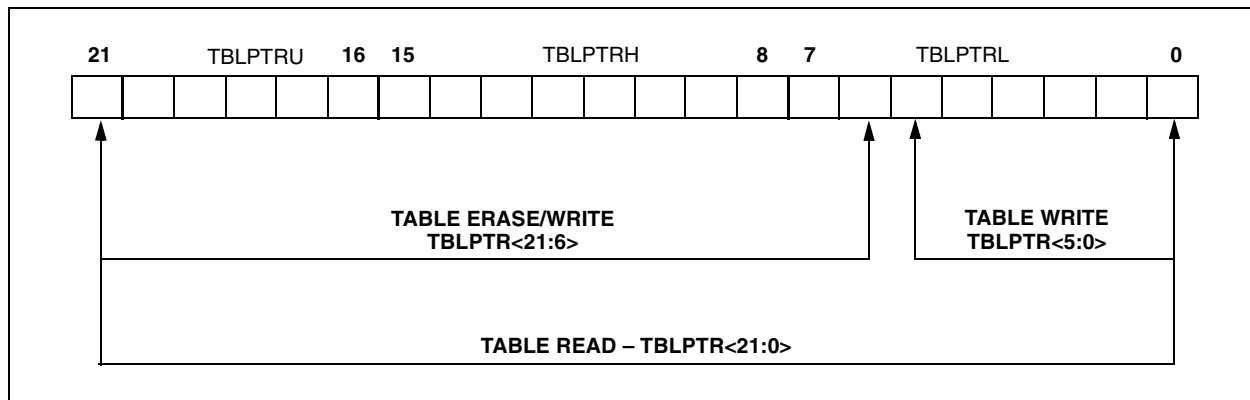 21 TBLPTRU 16 15 TBLPTRH 8 7 TBLPTRL 0
TABLE ERASE/WRITE
TBLPTR<21:6>
TABLE WRITE
TBLPTR<5:0>
TABLE READ – TBLPTR<21:0>